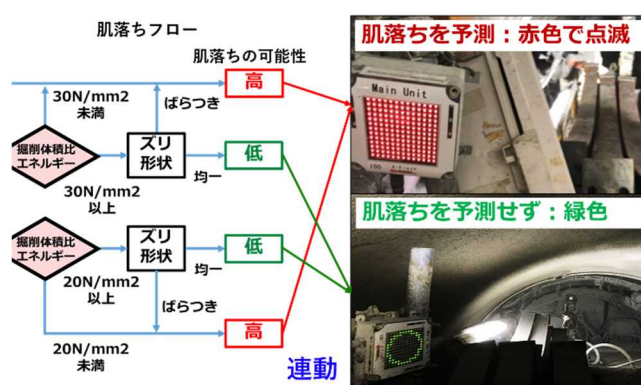 肌落ちフロー
肌落ちの可能性
高
30N/mm2
未満
ばらつき
掘削体積比
エネルギー
ズリ
形状
低
均一
30N/mm2
以上
掘削体積比
エネルギー
ズリ
形状
低
均一
20N/mm2
以上
ばらつき
高
20N/mm2
未満
連動
肌落ちを予測：赤色で点滅
Main Unit
肌落ちを予測せず：緑色